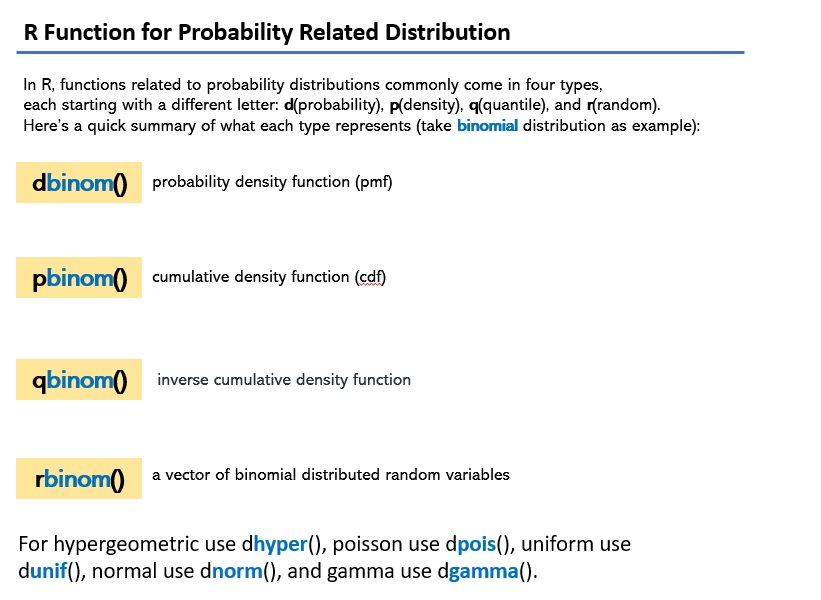 R Function for Probability Related Distribution
In R, functions related to probability distributions commonly come in four types,
each starting with a different letter: d(probability), p(density), q(quantile), and r(random).
Here's a quick summary of what each type represents (take binomial distribution as example):
dbinom() probability density function (pmf)
pbinom() cumulative density function (cdf)
qbinom() inverse cumulative density function
rbinom() a vector of binomial distributed random variables
For hypergeometric use dhyper(), poisson use dpois(), uniform use
dunif(), normal use dnorm(), and gamma use dgamma().